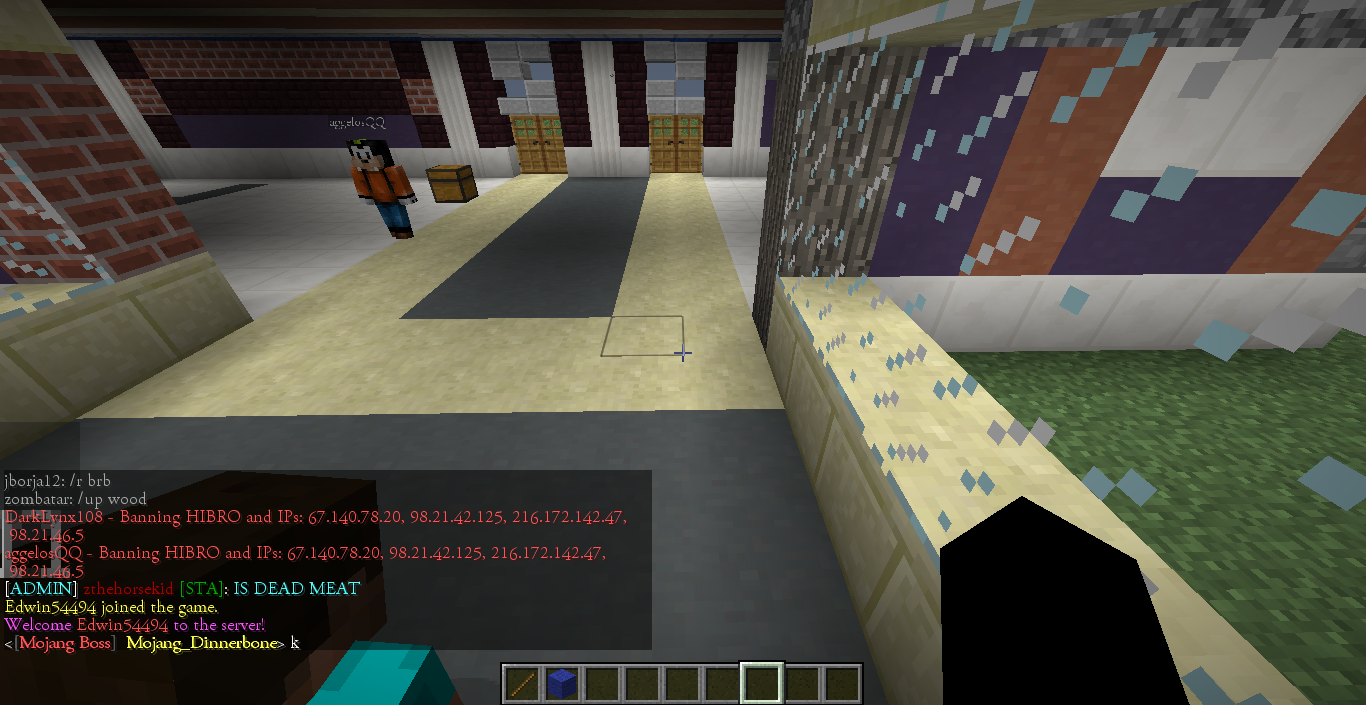 aggelosQQ
jborja12: /r brb
zombatar: /up wood
DarkLynx108 - Banning HIBRO and IPs: 67.140.78.20, 98.21.42.125, 216.172.142.47,
98.21.46.5
aggelosQQ - Banning HIBRO and IPs: 67.140.78.20, 98.21.42.125, 216.172.142.47,
98.21.46.5
[ADMIN] zthehorsekid [STA]: IS DEAD MEAT
Edwin54494 joined the game.
Welcome Edwin54494 to the server!
<[Mojang Boss] Mojang_Dinnerbone> k